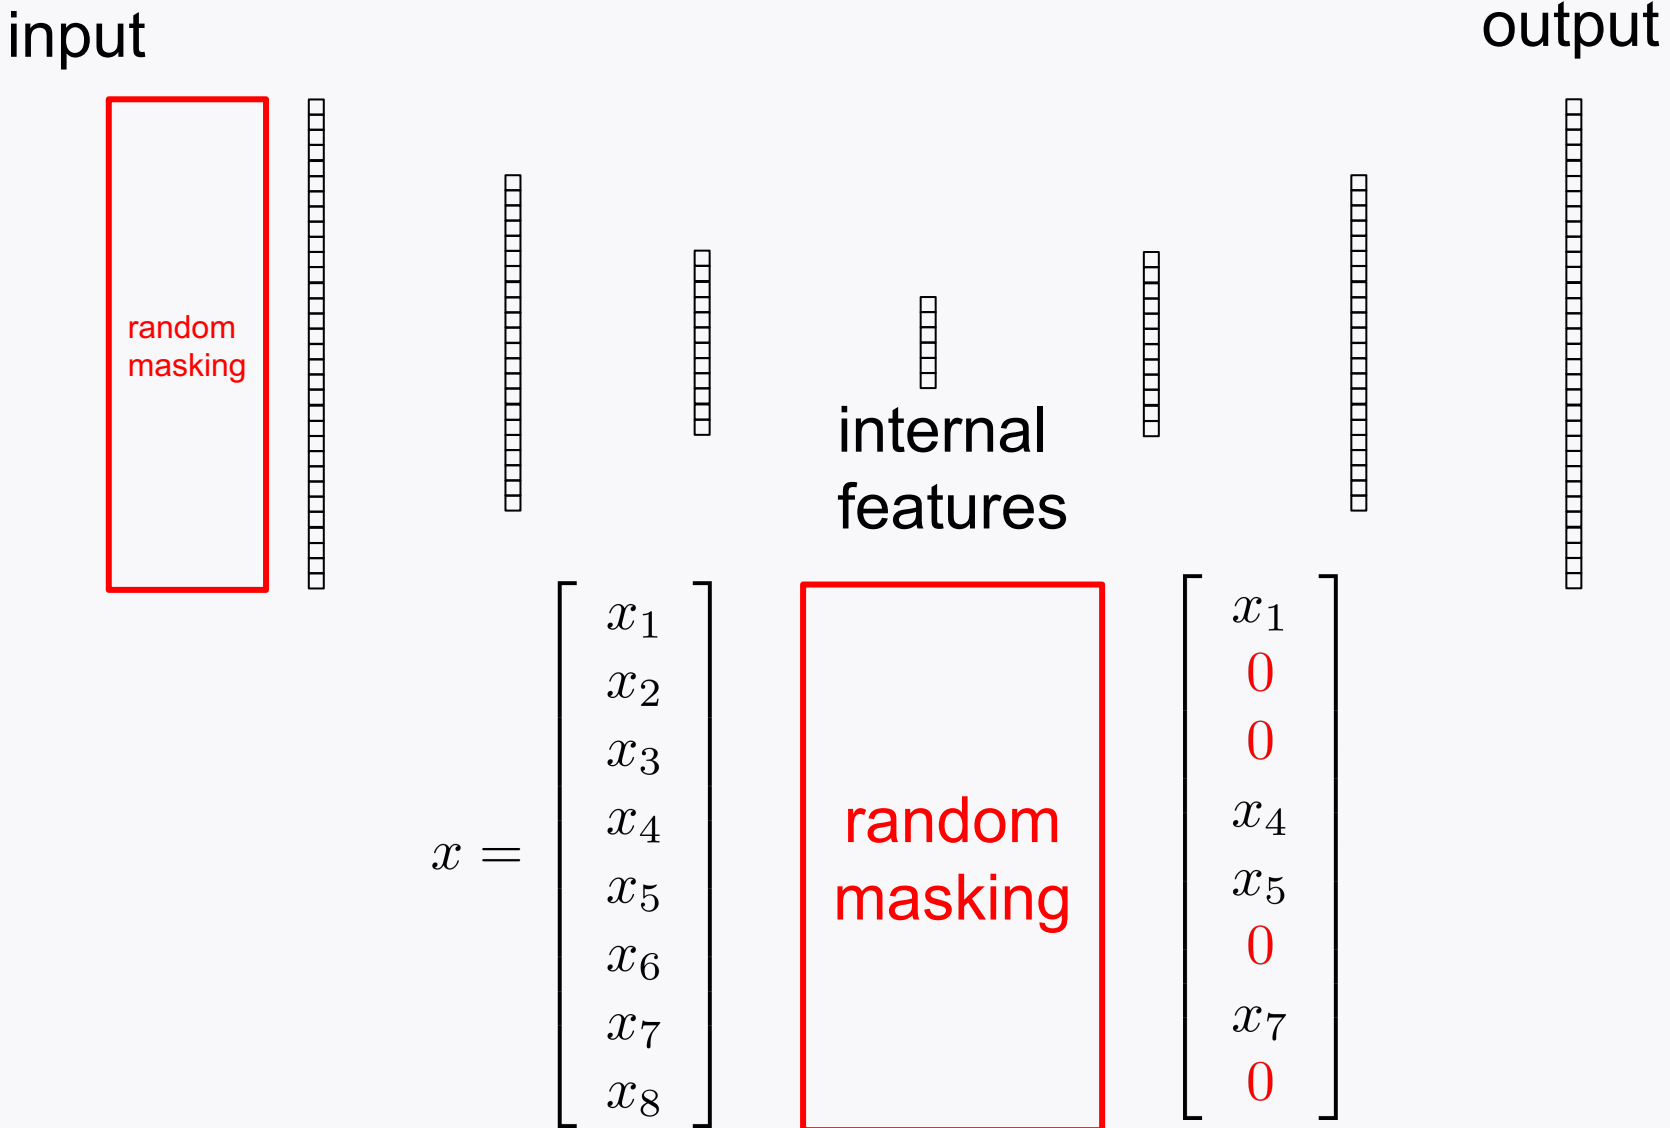 input
output
random
masking
internal
features
x =
x₁
x₂
x₃
x₄
x₅
x₆
x₇
x₈
random
masking
x₁
0
0
x₄
x₅
0
x₇
0